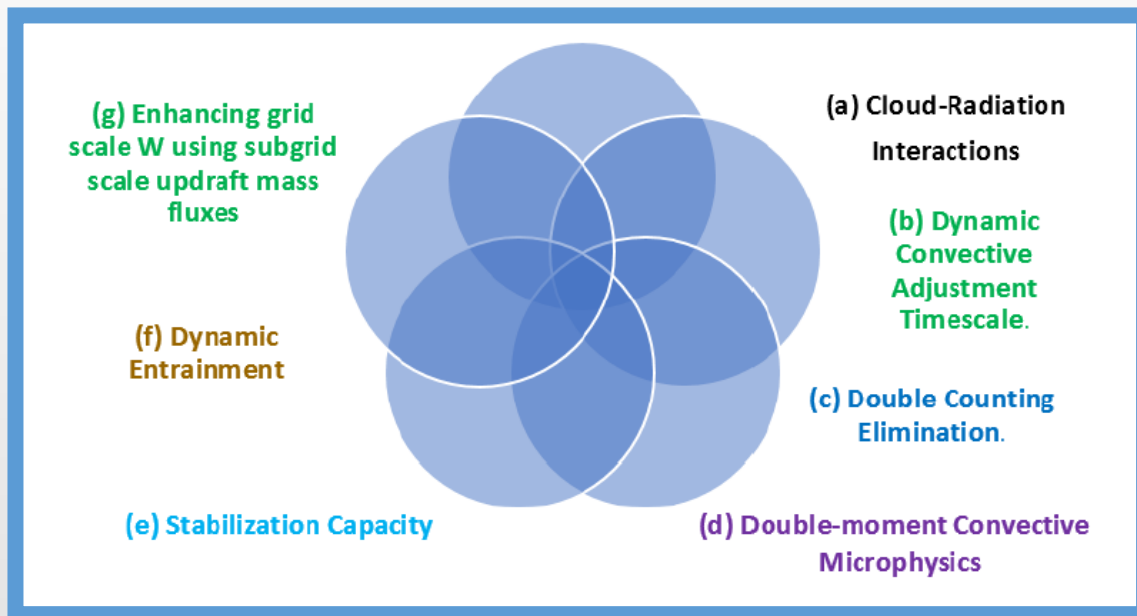 (a) Cloud-Radiation
Interactions
(b) Dynamic
Convective
Adjustment
Timescale.
(c) Double Counting
Elimination.
(d) Double-moment Convective
Microphysics
(e) Stabilization Capacity
(f) Dynamic
Entrainment
(g) Enhancing grid
scale W using subgrid
scale updraft mass
fluxes